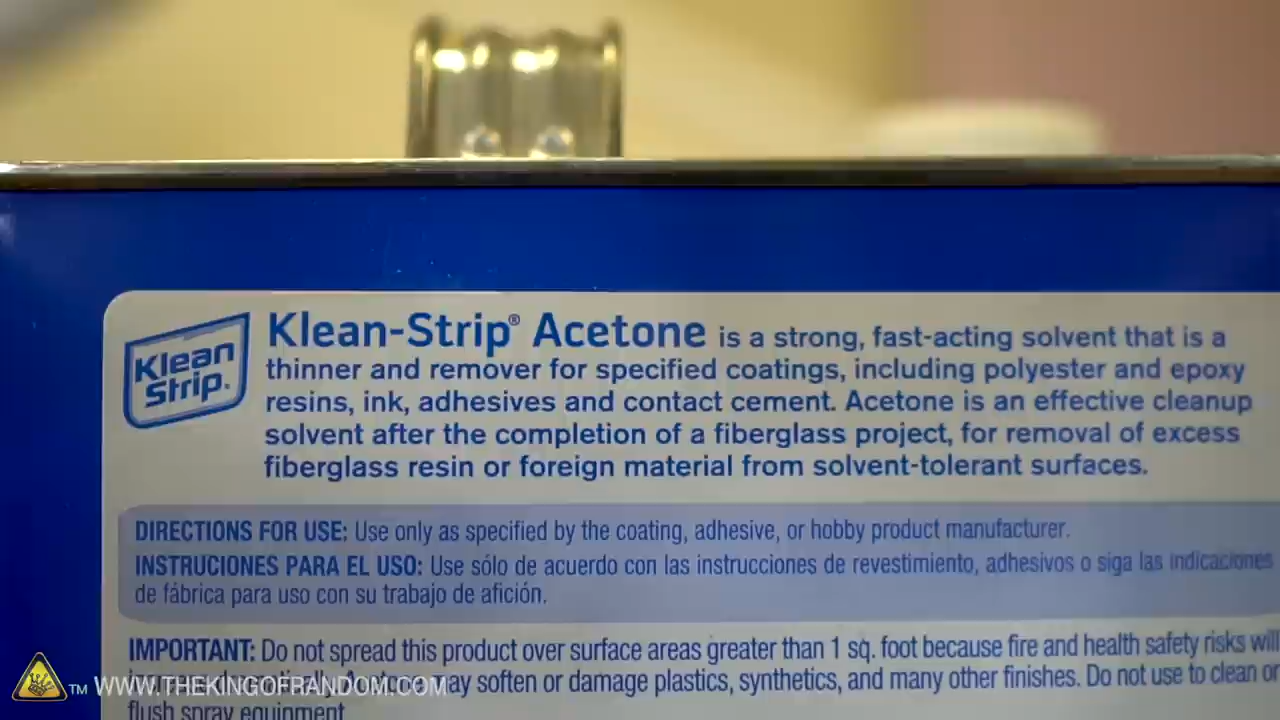 Klean
Strip.
Klean-Strip® Acetone is a strong, fast-acting solvent that is a
thinner and remover for specified coatings, including polyester and epoxy
resins, ink, adhesives and contact cement. Acetone is an effective cleanup
solvent after the completion of a fiberglass project, for removal of excess
fiberglass resin or foreign material from solvent-tolerant surfaces.
DIRECTIONS FOR USE: Use only as specified by the coating, adhesive, or hobby product manufacturer.
INSTRUCIONES PARA EL USO: Use sólo de acuerdo con las instrucciones de revestimiento, adhesivos o siga las indicaciones
de fábrica para uso con su trabajo de afición.
IMPORTANT: Do not spread this product over surface areas greater than 1 sq. foot because fire and health safety risks will
may soften or damage plastics, synthetics, and many other finishes. Do not use to clean or
flush spray equipment
™ WWW.THEKINGOFRANDOM.COM